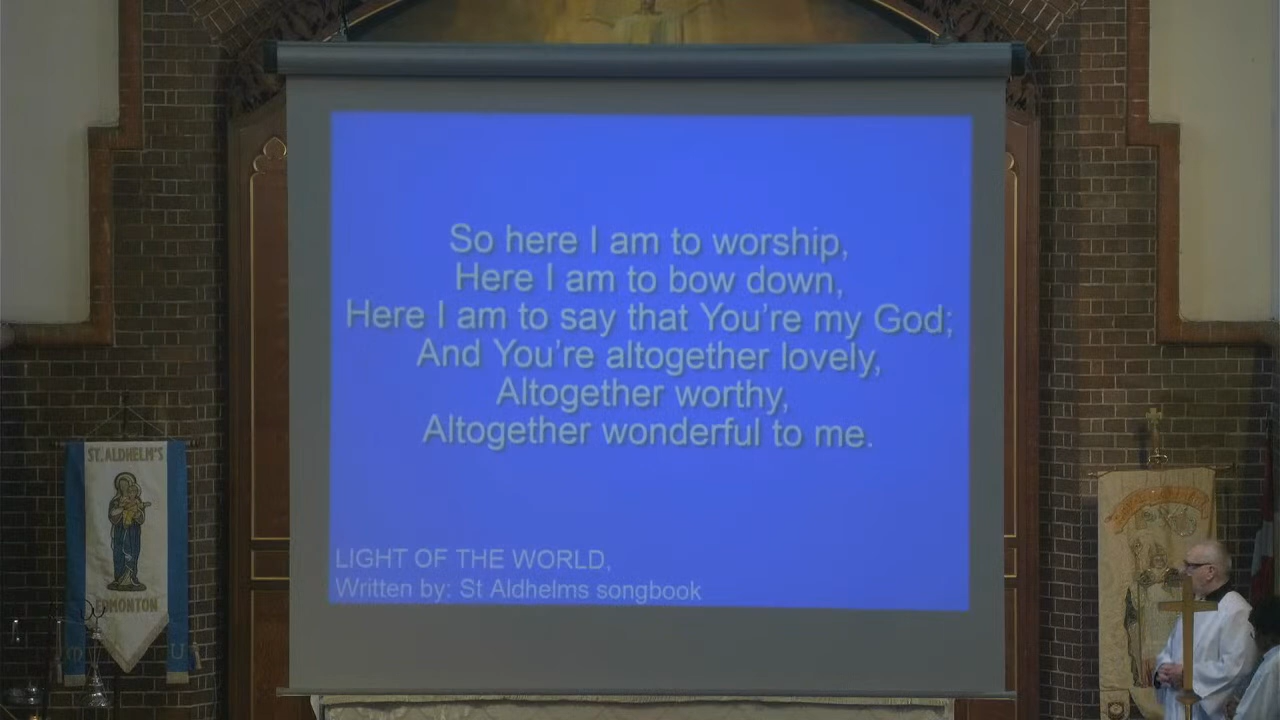 So here I am to worship,
Here I am to bow down,
Here I am to say that You're my God;
And You're altogether lovely,
Altogether worthy,
Altogether wonderful to me.
LIGHT OF THE WORLD,
Written by: St Aldhelms songbook
ST. ALDHELM'S
EDMONTON
M U